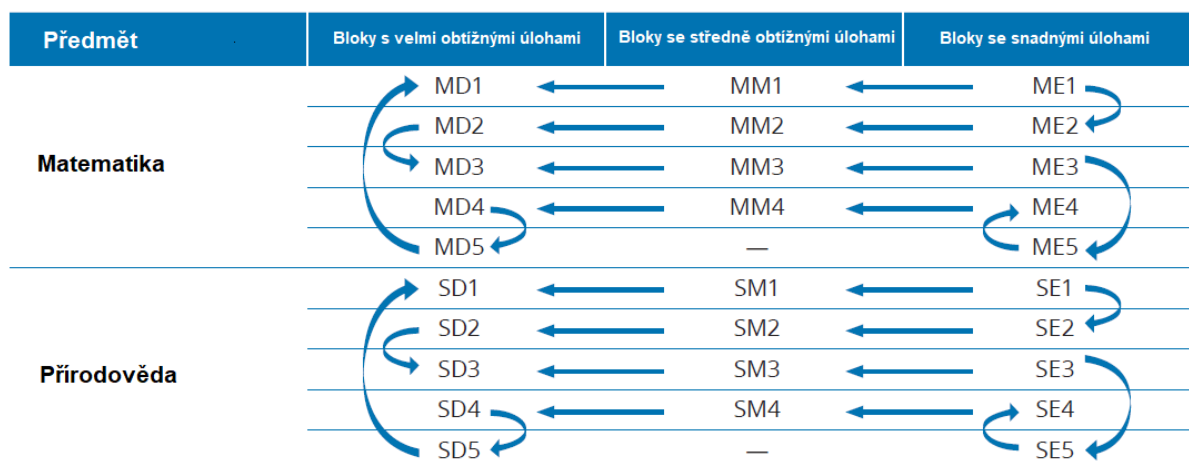 Předmět Bloky s velmi obtížnými úlohami Bloky se středně obtížnými úlohami Bloky se snadnými úlohami
MD1 MM1 ME1
MD2 MM2 ME2
Matematika MD3 MM3 ME3
MD4 MM4 ME4
MD5 — ME5
SD1 SM1 SE1
SD2 SM2 SE2
Přírodověda SD3 SM3 SE3
SD4 SM4 SE4
SD5 — SE5